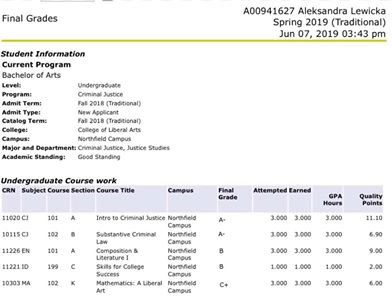 Final Grades
A00941627 Aleksandra Lewicka
Spring 2019 (Traditional)
Jun 07, 2019 03:43 pm
Student Information
Current Program
Bachelor of Arts
Level: Undergraduate
Program: Criminal Justice
Admit Term: Fall 2018 (Traditional)
Admit Type: New Applicant
Catalog Term: Fall 2018 (Traditional)
College: College of Liberal Arts
Campus: Northfield Campus
Major and Department: Criminal Justice, Justice Studies
Academic Standing: Good Standing
Undergraduate Course work
CRN Subject Course Section Course Title Campus Final Grade Attempted Earned GPA Hours Quality Points
11020 CJ 101 A Intro to Criminal Justice Northfield Campus A- 3.000 3.000 3.000 11.10
10115 CJ 102 B Substantive Criminal Law Northfield Campus A- 3.000 3.000 3.000 6.90
11226 EN 101 A Composition & Literature I Northfield Campus B 3.000 3.000 3.000 9.00
11221 ID 199 C Skills for College Success Northfield Campus B 1.000 1.000 1.000 2.00
10303 MA 102 K Mathematics: A Liberal Art Northfield Campus C+ 3.000 3.000 3.000 6.00